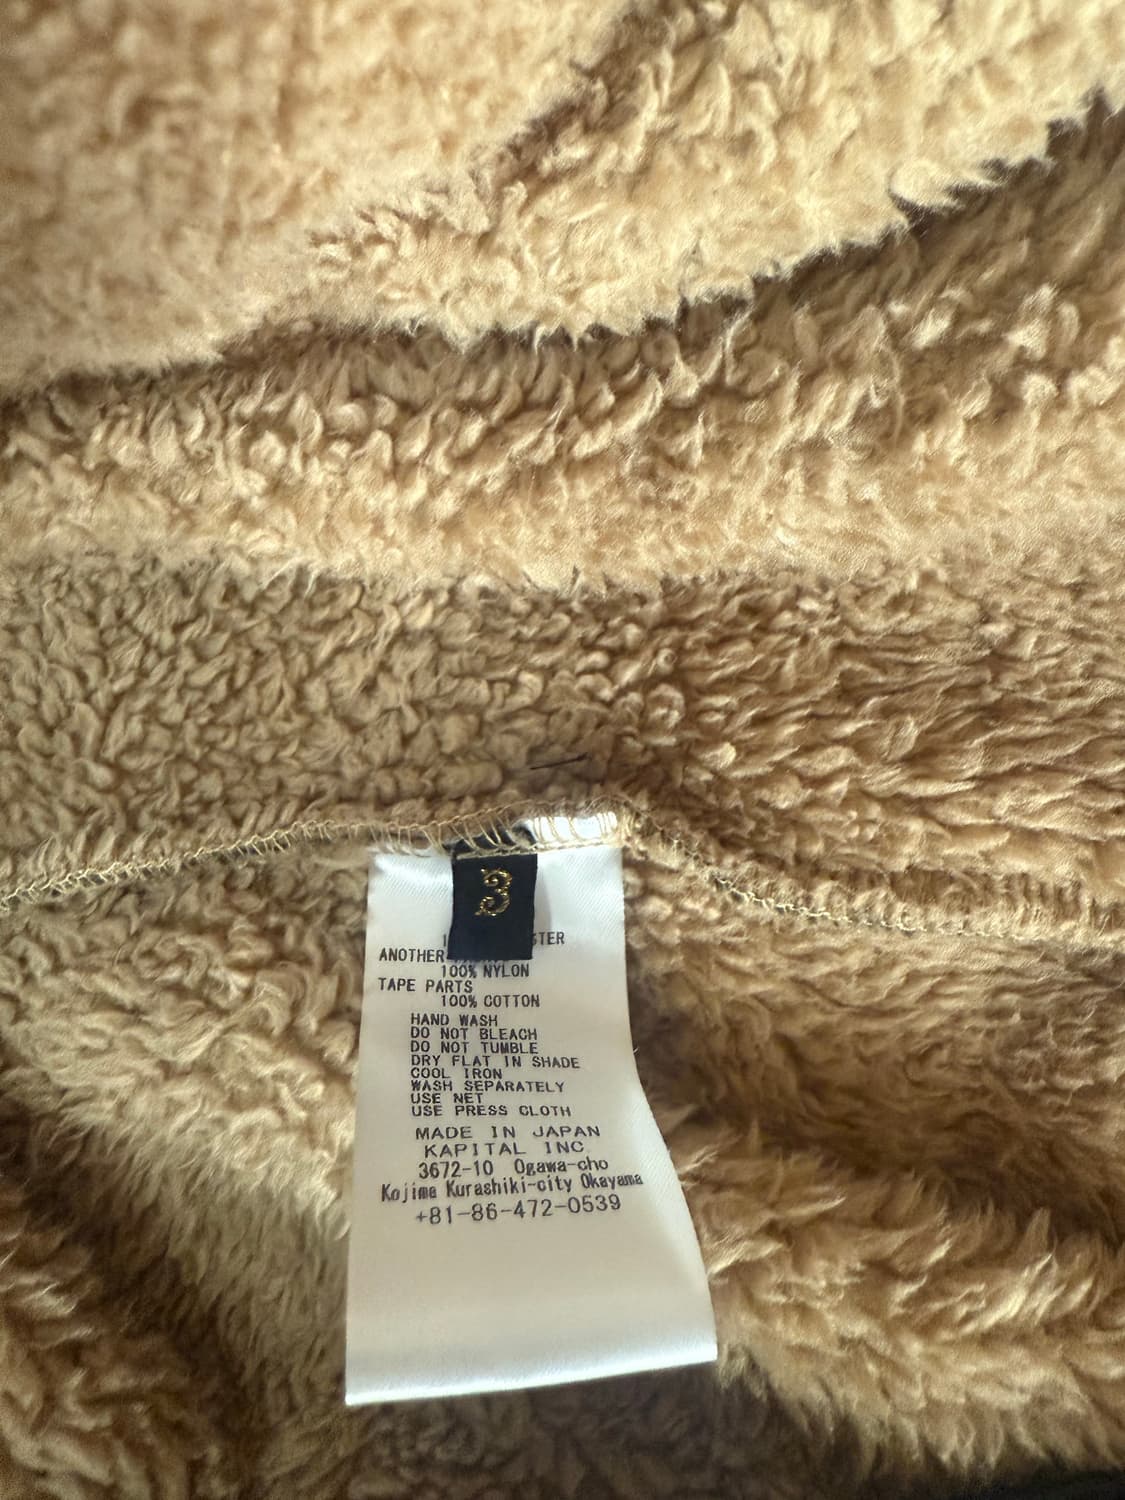 3
ANOTHER
100% NYLON
TAPE PARTS
100% COTTON
HAND WASH
DO NOT BLEACH
DO NOT TUMBLE
DRY FLAT IN SHADE
COOL IRON
WASH SEPARATELY
USE NET
USE PRESS CLOTH
MADE IN JAPAN
KAPITAL INC.
3672-10 Ogawa-cho
Kojima Kurashiki-city Okayama
+81-86-472-0539